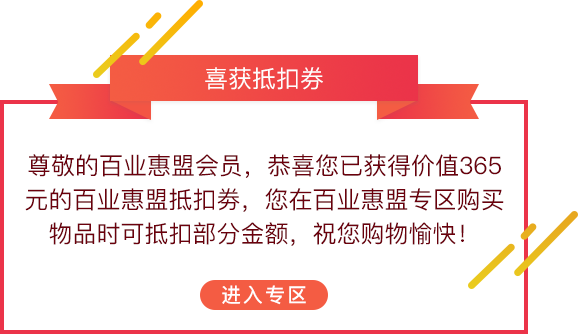 喜获抵扣券
尊敬的百业惠盟会员，恭喜您已获得价值365
元的百业惠盟抵扣券，您在百业惠盟专区购买
物品时可抵扣部分金额，祝您购物愉快！
进入专区